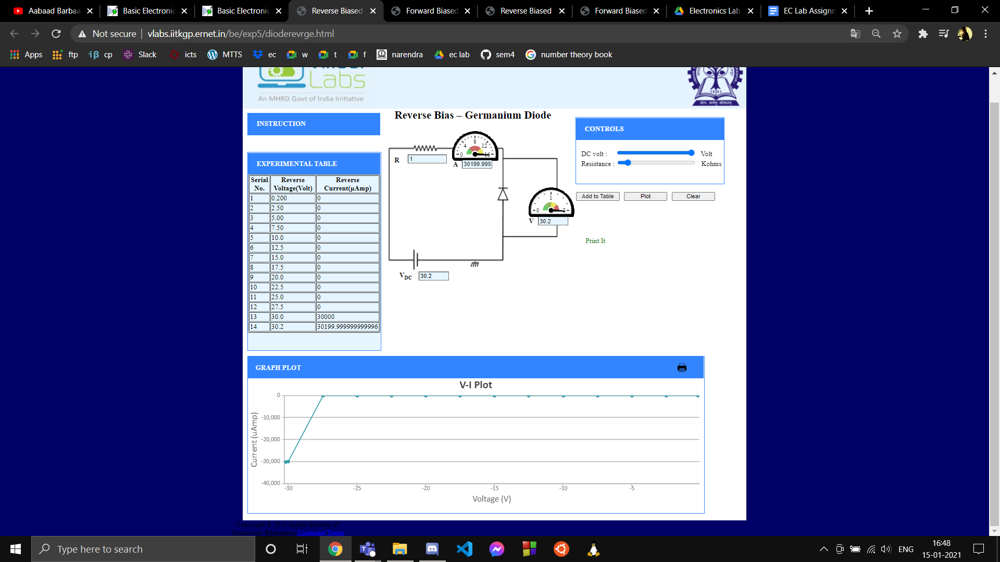 Aabaad Barbaa
Basic Electronic
Basic Electronic
Reverse Biased-
Forward Biased
Reverse Biased
Forward Biased
Electronics Lab
EC Lab Assignm
Not secure
vlabs.iitkgp.ernet.in/be/exp5/dioderevrge.html
Apps
ftp
iβ cp
Slack
icts
MTTS
ec
w
t
f
narendra
ec lab
sem4
number theory book
Labs
An MHRD Govt of India Initiative
1951
योगः कर्मसु कौशलम्
INSTRUCTION
Reverse Bias – Germanium Diode
CONTROLS
DC volt :
Volt
Resistance :
Kohms
Add to Table
Plot
Clear
Print It
R
1
0
4
8
12
16
A
30199.999
0
1
2
V
30.2
VDC
30.2
EXPERIMENTAL TABLE
Serial No. Reverse Voltage(Volt) Reverse Current(µAmp)
1 0.200 0
2 2.50 0
3 5.00 0
4 7.50 0
5 10.0 0
6 12.5 0
7 15.0 0
8 17.5 0
9 20.0 0
10 22.5 0
11 25.0 0
12 27.5 0
13 30.0 30000
14 30.2 30199.999999999996
GRAPH PLOT
V-I Plot
Current (uAmp)
0
-10,000
-20,000
-30,000
-40,000
-30
-25
-20
-15
-10
-5
Voltage (V)
Licensing Terms
Type here to search
ENG
16:48
15-01-2021